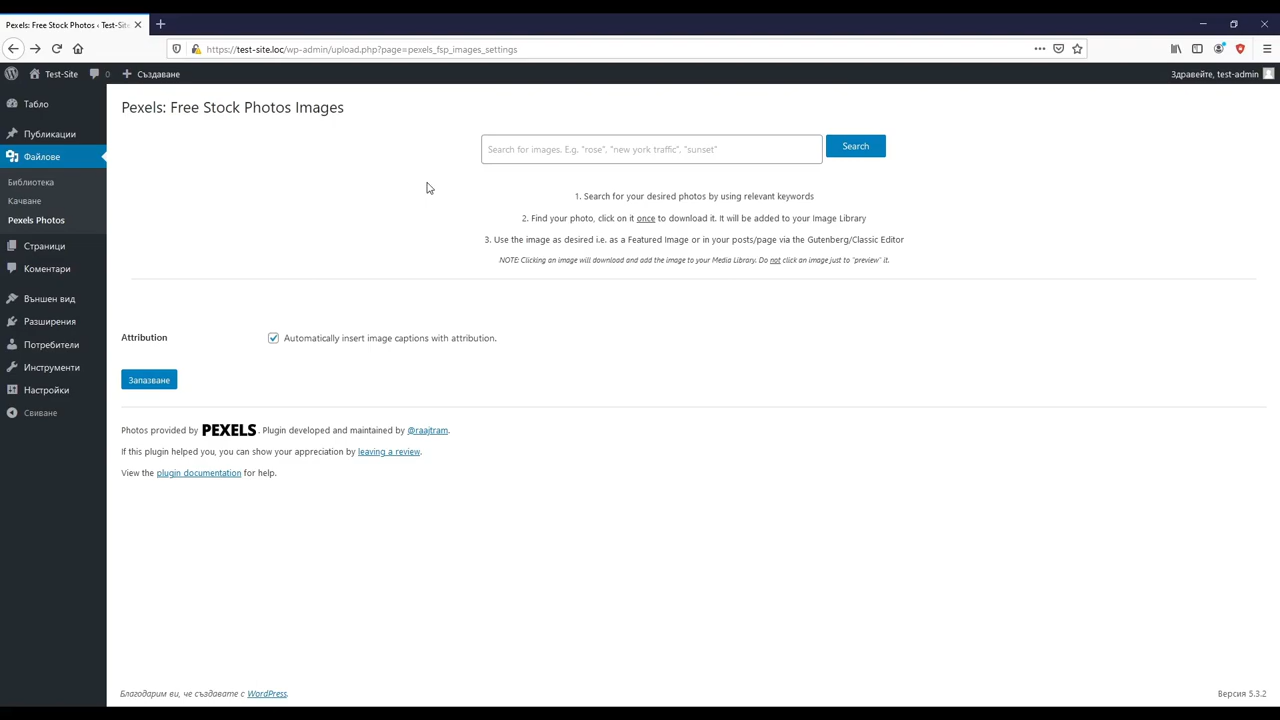 Pexels: Free Stock Photos ‹ Test-Site
https://test-site.loc/wp-admin/upload.php?page=pexels_fsp_images_settings
Test-Site 0 Създаване Здравейте, test-admin
Табло
Публикации
Файлове
Библиотека
Качване
Pexels Photos
Страници
Коментари
Външен вид
Разширения
Потребители
Инструменти
Настройки
Свиване
Pexels: Free Stock Photos Images
Search for images. E.g. "rose", "new york traffic", "sunset" Search
1. Search for your desired photos by using relevant keywords
2. Find your photo, click on it once to download it. It will be added to your Image Library
3. Use the image as desired i.e. as a Featured Image or in your posts/page via the Gutenberg/Classic Editor
NOTE: Clicking an image will download and add the image to your Media Library. Do not click an image just to "preview" it.
Attribution Automatically insert image captions with attribution.
Запазване
Photos provided by PEXELS. Plugin developed and maintained by @raajtram.
If this plugin helped you, you can show your appreciation by leaving a review.
View the plugin documentation for help.
Благодарим ви, че създавате с WordPress. Версия 5.3.2